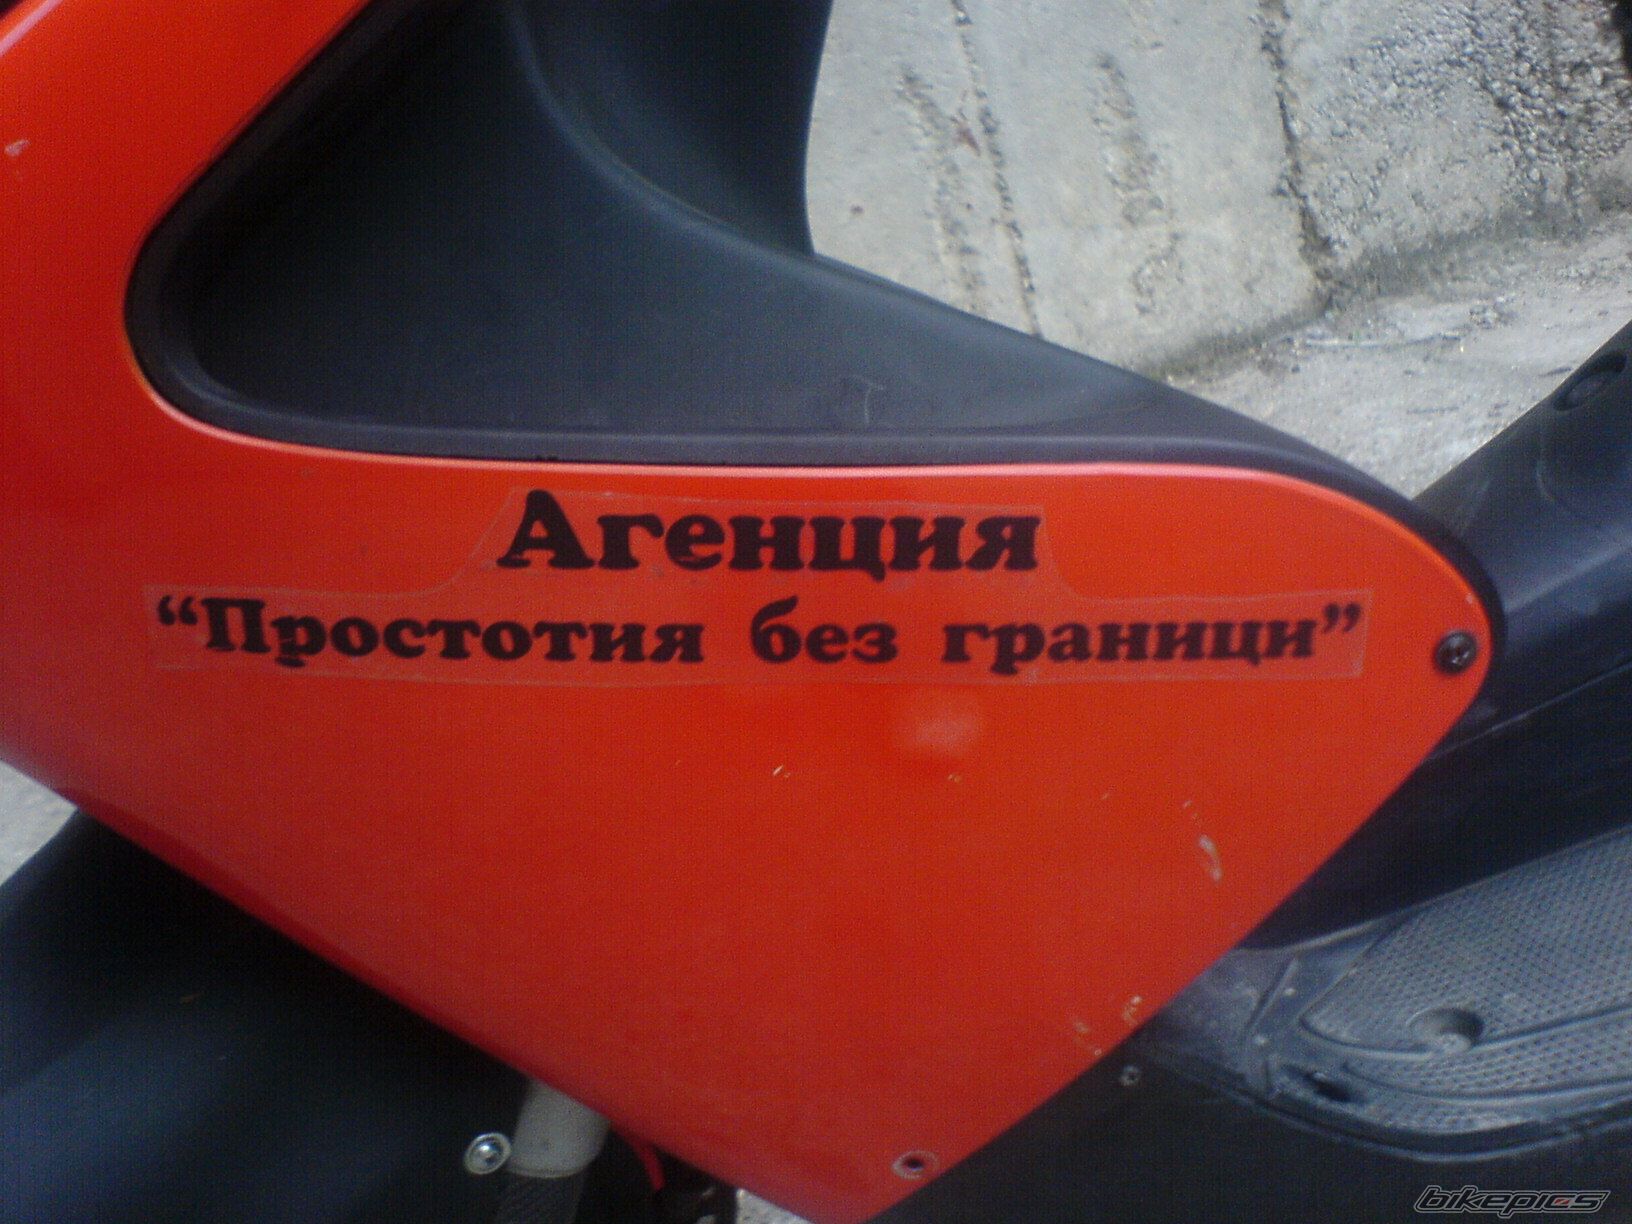 Агенция
“Простотия без граници”
bikepics